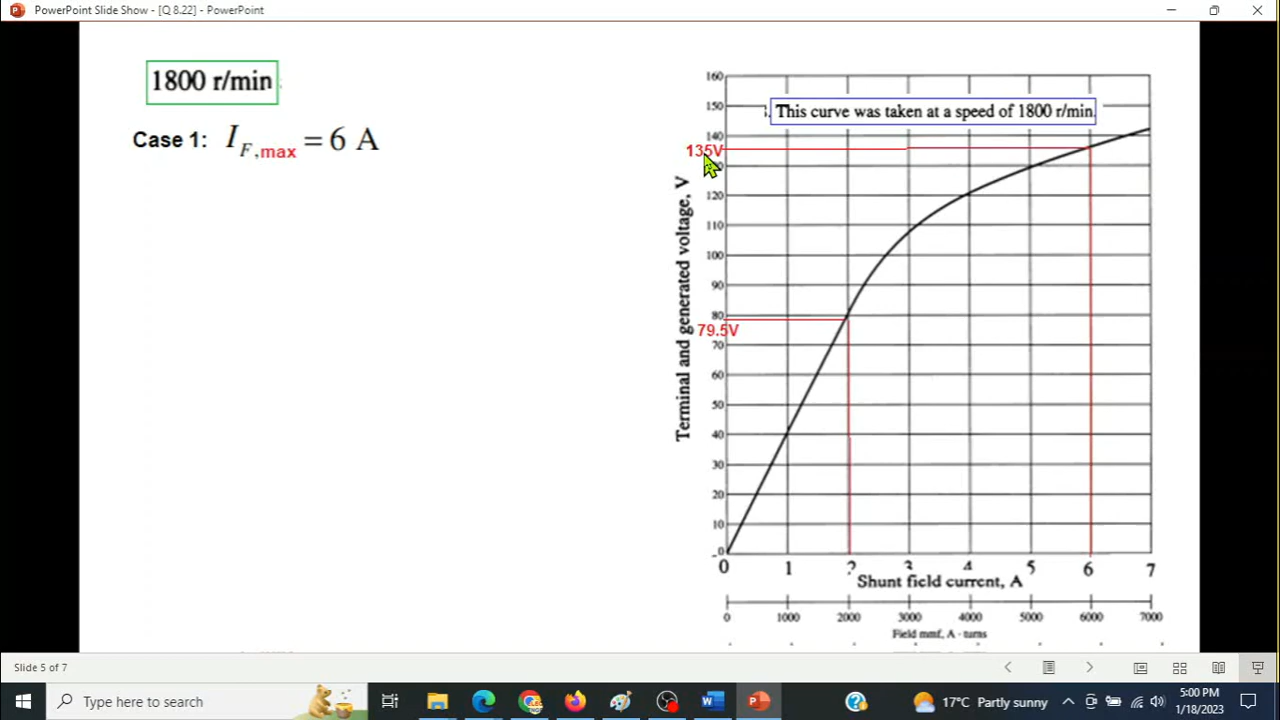 PowerPoint Slide Show - [Q 8.22] - PowerPoint
1800 r/min
Case 1: I F,max = 6 A
This curve was taken at a speed of 1800 r/min.
Terminal and generated voltage, V
160
150
140
135V
130
120
110
100
90
80
79.5V
70
60
50
40
30
20
10
0
0 1 2 3 4 5 6 7
Shunt field current, A
0 1000 2000 3000 4000 5000 6000 7000
Field mmf, A · turns
Slide 5 of 7
Type here to search
17°C Partly sunny
5:00 PM
1/18/2023